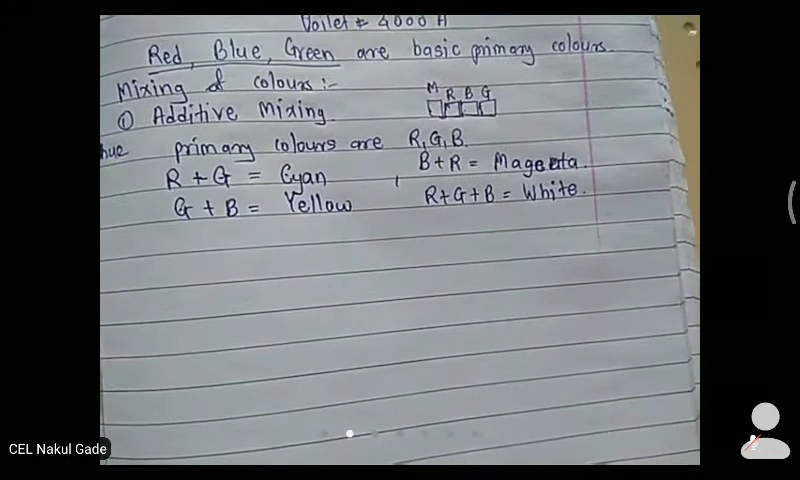 Voilet = 4000 A
Red, Blue, Green are basic primary colours.
Mixing of colours :-
① Additive Mixing
M R B G
hue primary colours are R, G, B.
R + G = Cyan , B + R = Magenta
G + B = Yellow R + G + B = White.
CEL Nakul Gade